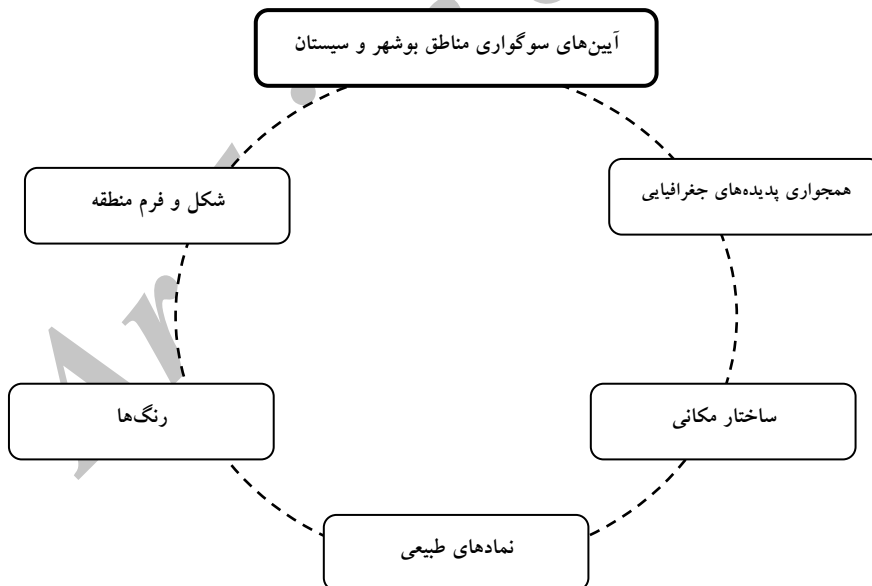 آیین‌های سوگواری مناطق بوشهر و سیستان
همجواری پدیده‌های جغرافیایی
شکل و فرم منطقه
ساختار مکانی
رنگ‌ها
نمادهای طبیعی